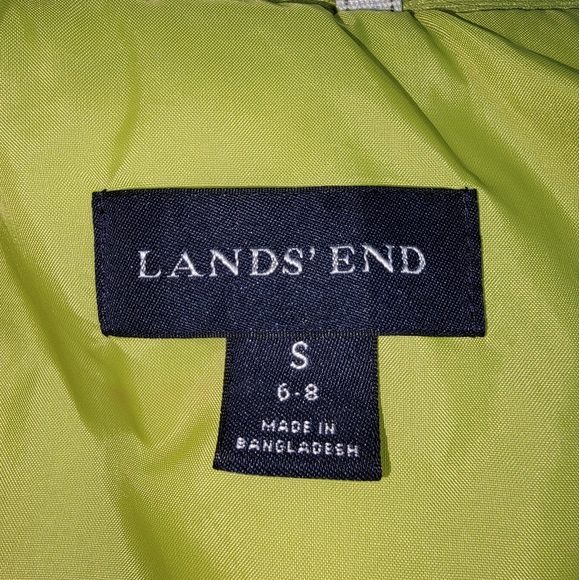 LANDS' END
S
6-8
MADE IN
BANGLADESH